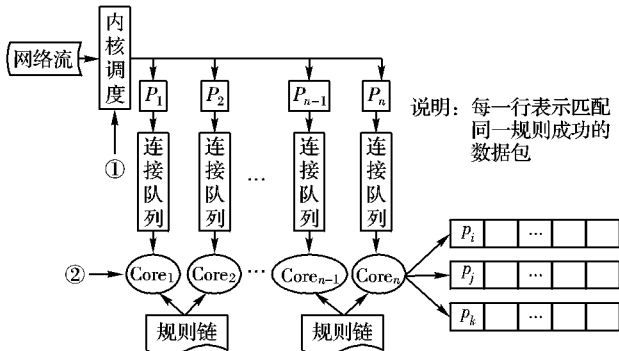 网络流
内核调度
P1 P2 Pn−1 Pn
说明：每一行表示匹配
同一规则成功的
数据包
①
连接队列 连接队列 … 连接队列 连接队列
pi …
② Core1 Core2 … Coren−1 Coren
pj …
pk …
规则链 规则链